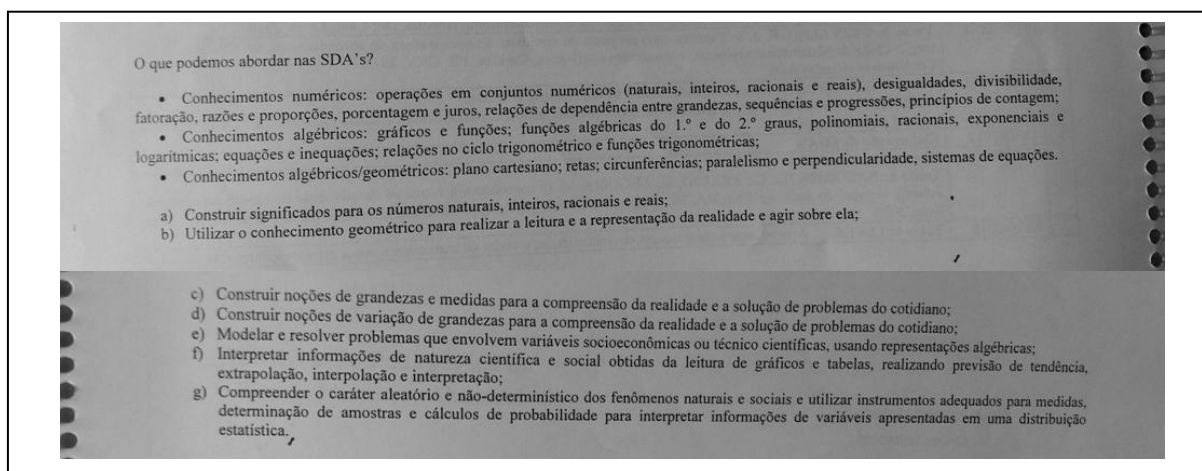 O que podemos abordar nas SDA's?
• Conhecimentos numéricos: operações em conjuntos numéricos (naturais, inteiros, racionais e reais), desigualdades, divisibilidade,
fatoração, razões e proporções, porcentagem e juros, relações de dependência entre grandezas, sequências e progressões, princípios de contagem;
• Conhecimentos algébricos: gráficos e funções; funções algébricas do 1.º e do 2.º graus, polinomiais, racionais, exponenciais e
logarítmicas; equações e inequações; relações no ciclo trigonométrico e funções trigonométricas;
• Conhecimentos algébricos/geométricos: plano cartesiano; retas; circunferências; paralelismo e perpendicularidade, sistemas de equações.
a) Construir significados para os números naturais, inteiros, racionais e reais;
b) Utilizar o conhecimento geométrico para realizar a leitura e a representação da realidade e agir sobre ela;
c) Construir noções de grandezas e medidas para a compreensão da realidade e a solução de problemas do cotidiano;
d) Construir noções de variação de grandezas para a compreensão da realidade e a solução de problemas do cotidiano;
e) Modelar e resolver problemas que envolvem variáveis socioeconômicas ou técnico científicas, usando representações algébricas;
f) Interpretar informações de natureza científica e social obtidas da leitura de gráficos e tabelas, realizando previsão de tendência,
extrapolação, interpolação e interpretação;
g) Compreender o caráter aleatório e não-determinístico dos fenômenos naturais e sociais e utilizar instrumentos adequados para medidas,
determinação de amostras e cálculos de probabilidade para interpretar informações de variáveis apresentadas em uma distribuição
estatística.